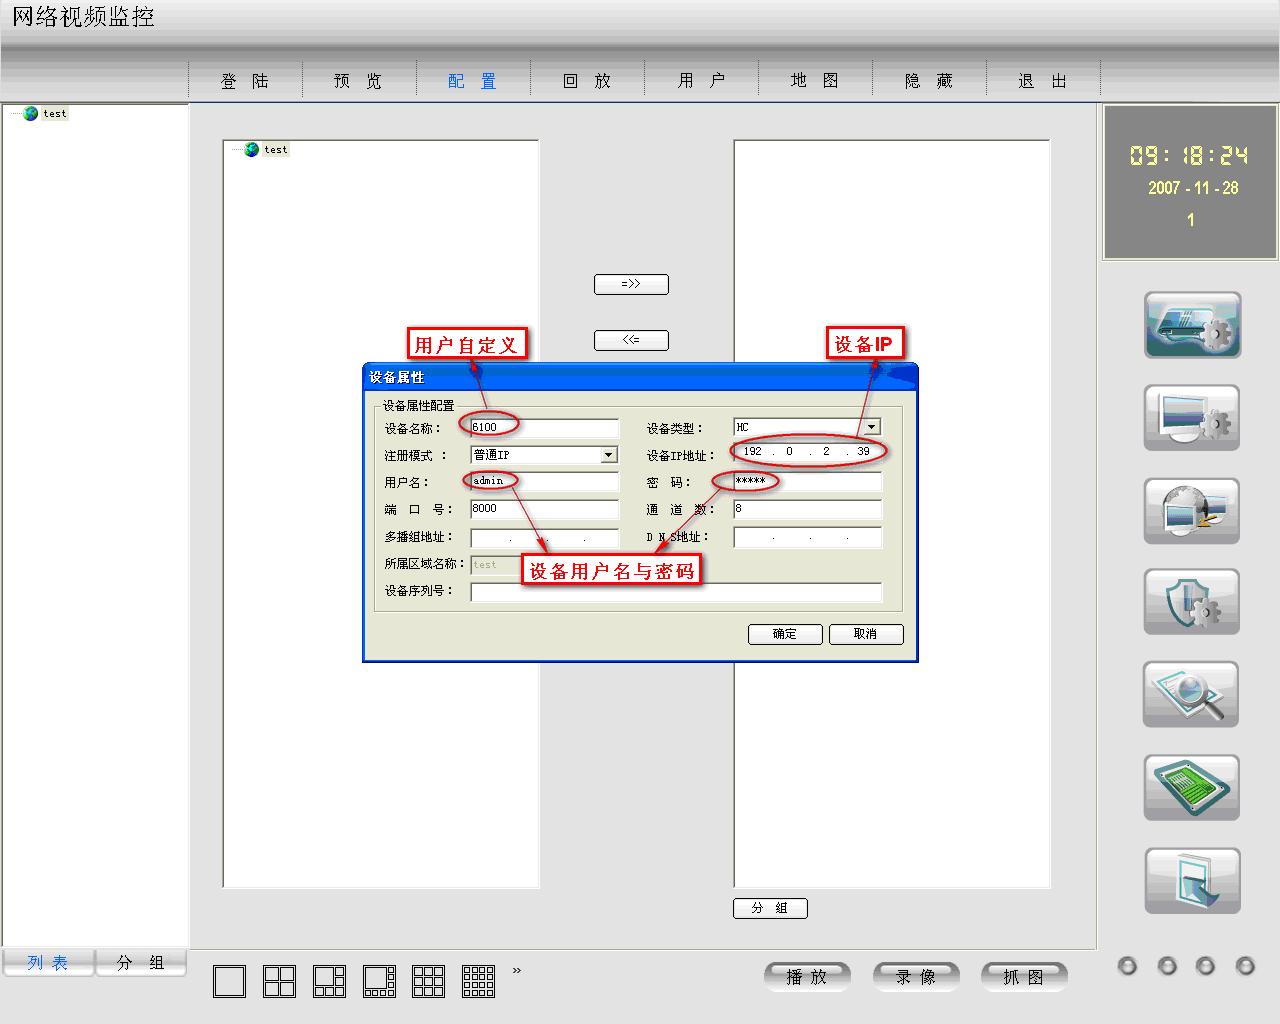 网络视频监控
登 陆 预 览 配 置 回 放 用 户 地 图 隐 藏 退 出
test
test
09:18:24
2007 - 11 - 28
1
=>>
<<=
用户自定义
设备IP
设备属性
设备属性配置
设备名称： 6100 设备类型： HC
注册模式 ： 普通IP 设备IP地址： 192 . 0 . 2 . 39
用户名： admin 密 码： *****
端 口 号： 8000 通 道 数： 8
多播组地址： . . . D N S地址： . . .
所属区域名称： test
设备用户名与密码
设备序列号：
确定 取消
分 组
列 表 分 组
»
播 放 录 像 抓 图